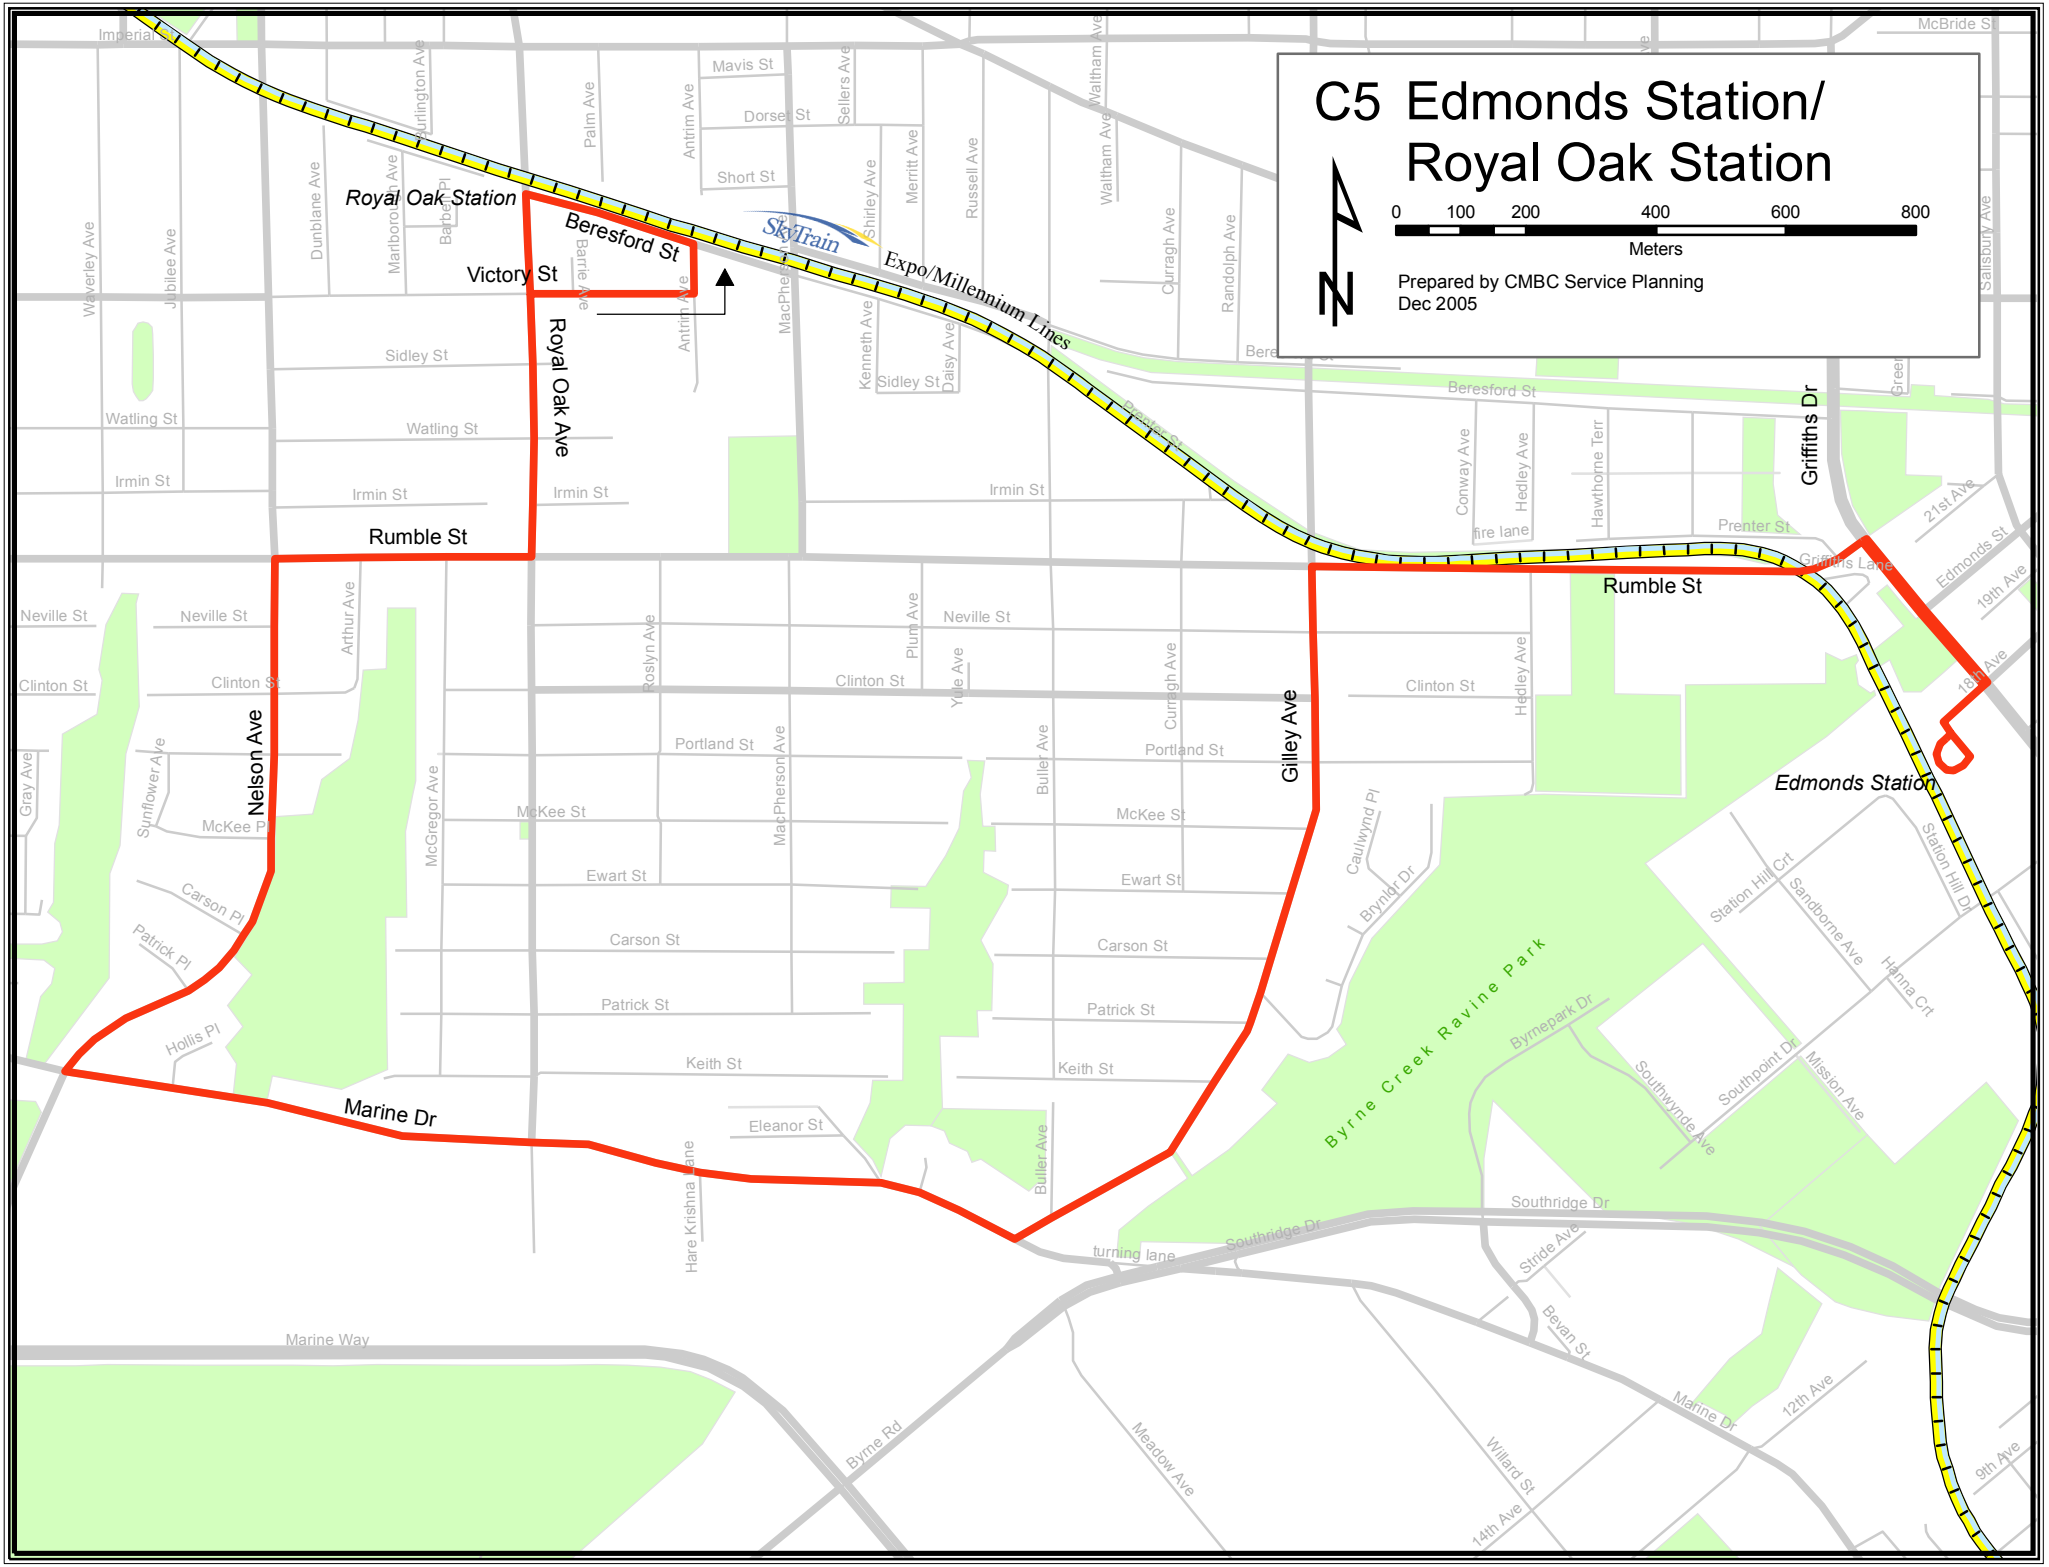 C5 Edmonds Station/
Royal Oak Station
0 100 200 400 600 800
Meters
N
Prepared by CMBC Service Planning
Dec 2005
Imperial St
McBride St
Burlington Ave
Mavis St
Sellers Ave
Waltham Ave
Palm Ave
Antrim Ave
Dorset St
Waltham Ave
Dunblane Ave
Marlborough Ave
Barbell Pl
Short St
Shirley Ave
Merritt Ave
Russell Ave
Royal Oak Station
Beresford St
SkyTrain
Expo/Millennium Lines
Waverley Ave
Jubilee Ave
Victory St
Barrie Ave
Antrim Ave
MacPherson Ave
Curragh Ave
Randolph Ave
Salisbury Ave
Sidley St
Royal Oak Ave
Kenneth Ave
Sidley St
Daisy Ave
Beresford St
Griffiths Dr
Watling St
Watling St
Prenter St
Conway Ave
Hedley Ave
Hawthorne Terr
Irmin St
Irmin St
Irmin St
Irmin St
21st Ave
Rumble St
fire lane
Prenter St
Griffiths Lane
Edmonds St
Rumble St
19th Ave
Neville St
Neville St
Arthur Ave
Roslyn Ave
Plum Ave
Neville St
Clinton St
Clinton St
Clinton St
Yule Ave
Curragh Ave
Clinton St
Hedley Ave
18th Ave
Nelson Ave
Gilley Ave
Gray Ave
Sunflower Ave
McGregor Ave
Portland St
MacPherson Ave
Buller Ave
Portland St
Edmonds Station
McKee Pl
McKee St
McKee St
Caulwynd Pl
Station Hill Dr
Ewart St
Ewart St
Brynlor Dr
Station Hill Crt
Sandborne Ave
Carson Pl
Patrick Pl
Carson St
Carson St
Byrne Creek Ravine Park
Hanna Crt
Patrick St
Patrick St
Byrnepark Dr
Hollis Pl
Keith St
Keith St
Southwynde Ave
Southpoint Dr
Mission Ave
Marine Dr
Eleanor St
Hare Krishna Lane
Buller Ave
Southridge Dr
Southridge Dr
turning lane
Stride Ave
Bevan St
Marine Way
Byrne Rd
Meadow Ave
Willard St
14th Ave
Marine Dr
12th Ave
9th Ave